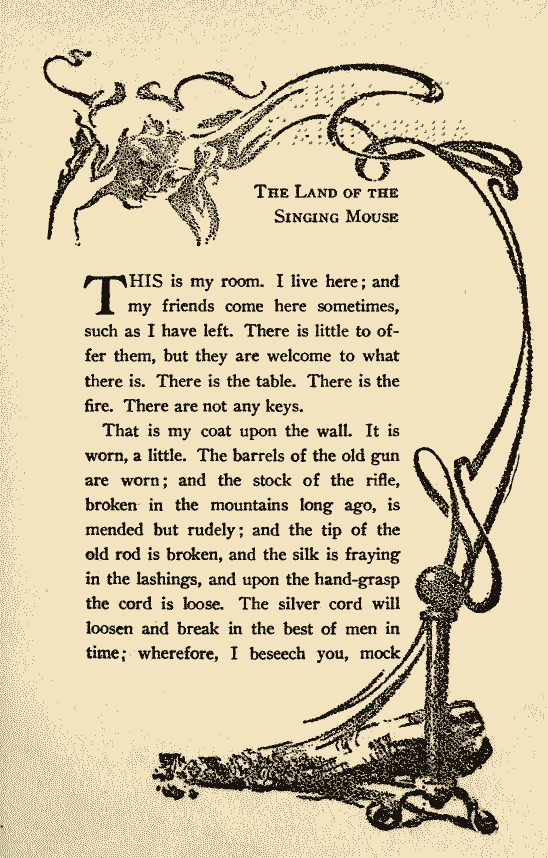 THE LAND OF THE
SINGING MOUSE
THIS is my room. I live here; and
my friends come here sometimes,
such as I have left. There is little to of-
fer them, but they are welcome to what
there is. There is the table. There is the
fire. There are not any keys.
That is my coat upon the wall. It is
worn, a little. The barrels of the old gun
are worn; and the stock of the rifle,
broken in the mountains long ago, is
mended but rudely; and the tip of the
old rod is broken, and the silk is fraying
in the lashings, and upon the hand-grasp
the cord is loose. The silver cord will
loosen and break in the best of men in
time; wherefore, I beseech you, mock